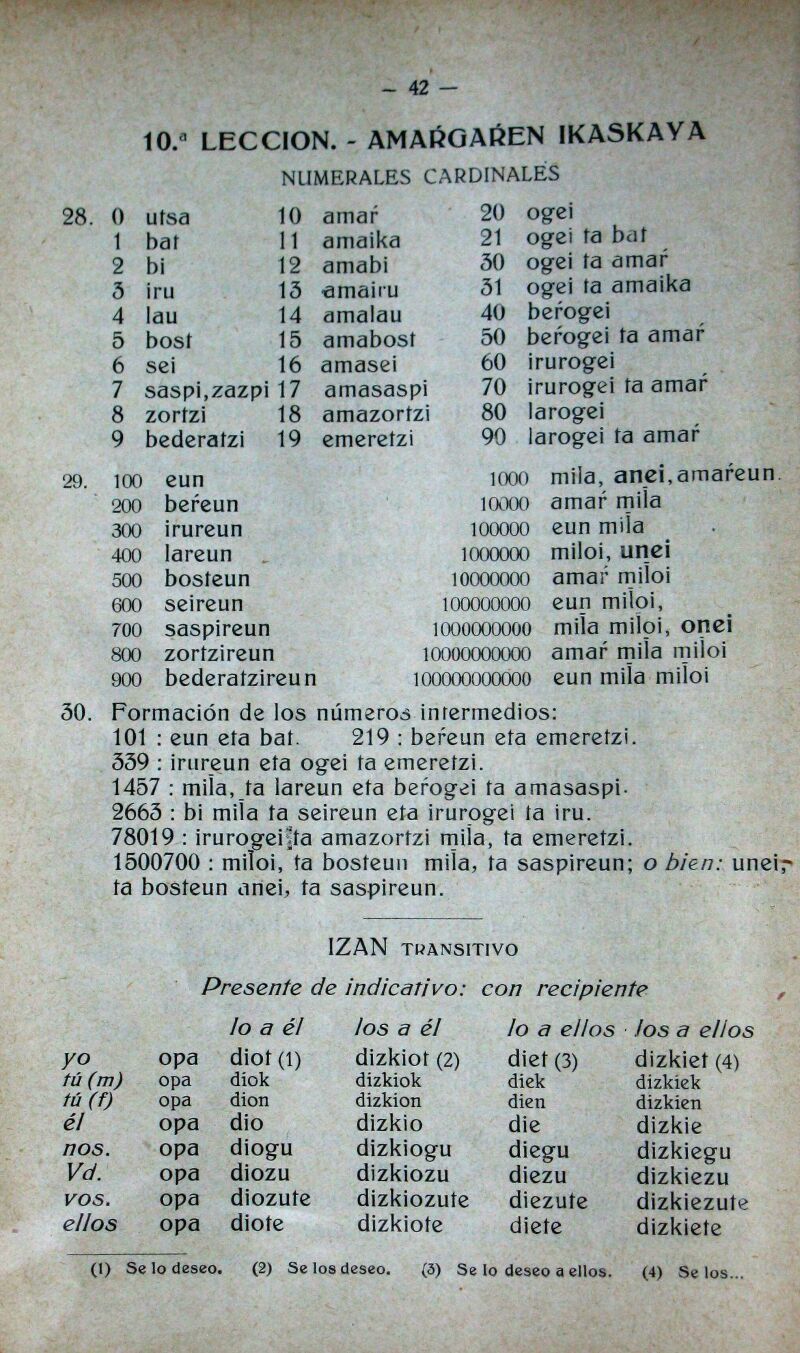 — 42 —
10.ª LECCION. - AMAŔGAŔEN IKASKAYA
NUMERALES CARDINALES
28. 0 utsa 10 amaŕ 20 ogei
1 bat 11 amaika 21 ogei ta bat
2 bi 12 amabi 30 ogei ta amaŕ
3 iru 13 amairu 31 ogei ta amaika
4 lau 14 amalau 40 beŕogei
5 bost 15 amabost 50 beŕogei ta amaŕ
6 sei 16 amasei 60 irurogei
7 saspi,zazpi 17 amasaspi 70 irurogei ta amaŕ
8 zortzi 18 amazortzi 80 larogei
9 bederatzi 19 emeretzi 90 larogei ta amaŕ
29. 100 eun 1000 mila, anei,amaŕeun.
200 beŕeun 10000 amaŕ mila
300 irureun 100000 eun mila
400 lareun 1000000 miloi, unei
500 bosteun 10000000 amaŕ miloi
600 seireun 100000000 eun miloi,
700 saspireun 1000000000 mila miloi, onei
800 zortzireun 10000000000 amaŕ mila miloi
900 bederatzireun 100000000000 eun mila miloi
30. Formación de los números intermedios:
101 : eun eta bat. 219 : beŕeun eta emeretzi.
339 : irureun eta ogei ta emeretzi.
1457 : mila, ta lareun eta beŕogei ta amasaspi.
2663 : bi mila ta seireun eta irurogei ta iru.
78019 : irurogei ta amazortzi mila, ta emeretzi.
1500700 : miloi, ta bosteun mila, ta saspireun; o bien: unei,
ta bosteun anei, ta saspireun.
IZAN TRANSITIVO
Presente de indicativo: con recipiente
lo a él los a él lo a ellos los a ellos
yo opa diot (1) dizkiot (2) diet (3) dizkiet (4)
tú (m) opa diok dizkiok diek dizkiek
tú (f) opa dion dizkion dien dizkien
él opa dio dizkio die dizkie
nos. opa diogu dizkiogu diegu dizkiegu
Vd. opa diozu dizkiozu diezu dizkiezu
vos. opa diozute dizkiozute diezute dizkiezute
ellos opa diote dizkiote diete dizkiete
(1) Se lo deseo. (2) Se los deseo. (3) Se lo deseo a ellos. (4) Se los...